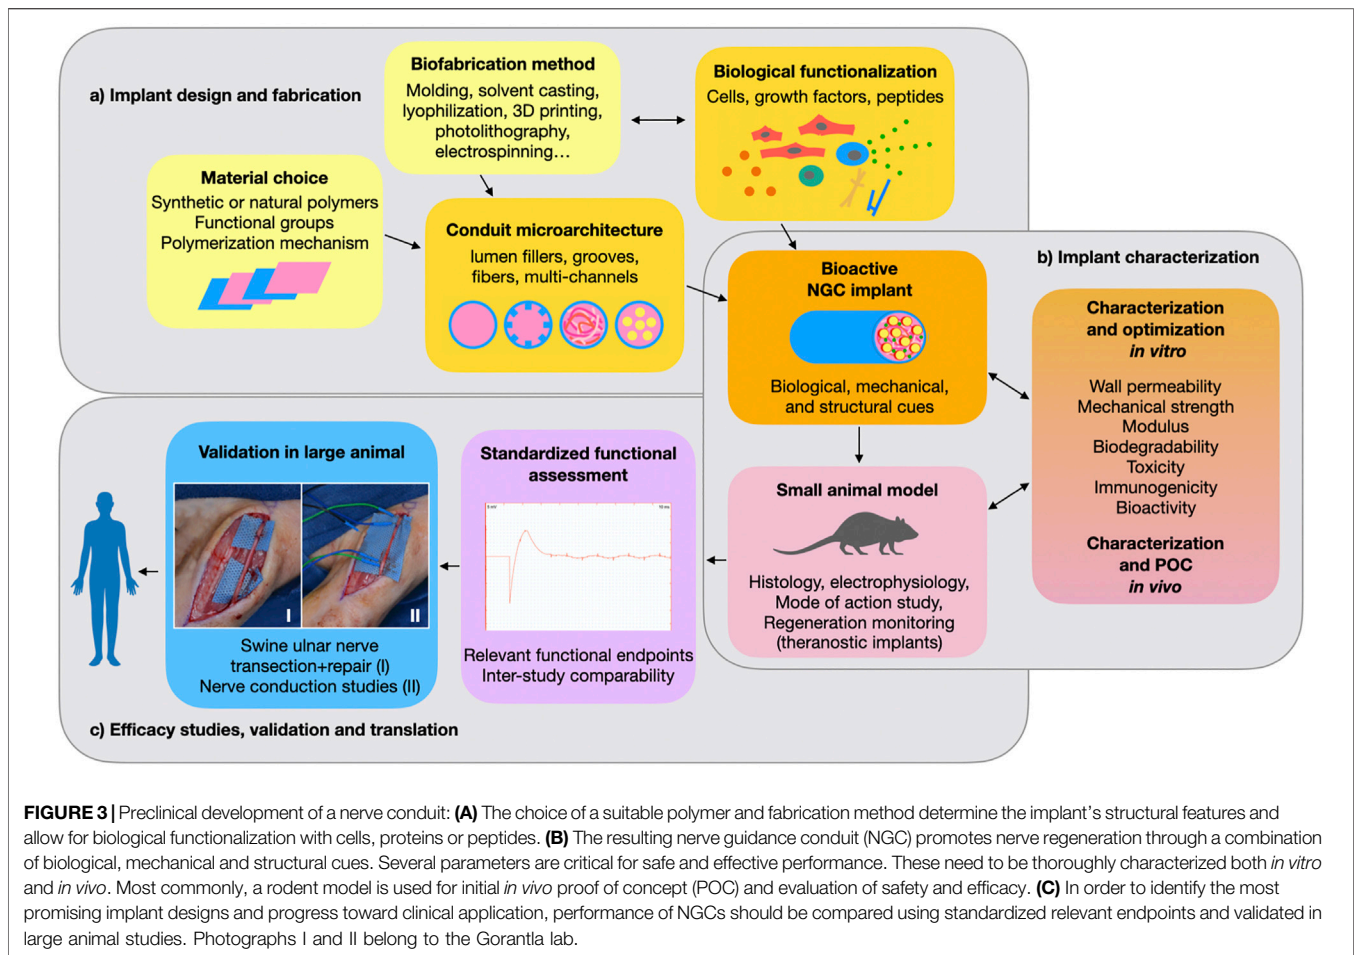 a) Implant design and fabrication
Biofabrication method
Molding, solvent casting,
lyophilization, 3D printing,
photolithography,
electrospinning...
Biological functionalization
Cells, growth factors, peptides
Material choice
Synthetic or natural polymers
Functional groups
Polymerization mechanism
Conduit microarchitecture
lumen fillers, grooves,
fibers, multi-channels
b) Implant characterization
Bioactive
NGC implant
Biological, mechanical,
and structural cues
Characterization
and optimization
in vitro
Wall permeability
Mechanical strength
Modulus
Biodegradability
Toxicity
Immunogenicity
Bioactivity
Characterization
and POC
in vivo
Small animal model
Histology, electrophysiology,
Mode of action study,
Regeneration monitoring
(theranostic implants)
Standardized functional
assessment
5 mV
10 ms
Relevant functional endpoints
Inter-study comparability
Validation in large animal
I
II
Swine ulnar nerve
transection+repair (I)
Nerve conduction studies (II)
c) Efficacy studies, validation and translation
FIGURE 3 | Preclinical development of a nerve conduit: (A) The choice of a suitable polymer and fabrication method determine the implant's structural features and
allow for biological functionalization with cells, proteins or peptides. (B) The resulting nerve guidance conduit (NGC) promotes nerve regeneration through a combination
of biological, mechanical and structural cues. Several parameters are critical for safe and effective performance. These need to be thoroughly characterized both in vitro
and in vivo. Most commonly, a rodent model is used for initial in vivo proof of concept (POC) and evaluation of safety and efficacy. (C) In order to identify the most
promising implant designs and progress toward clinical application, performance of NGCs should be compared using standardized relevant endpoints and validated in
large animal studies. Photographs I and II belong to the Gorantla lab.